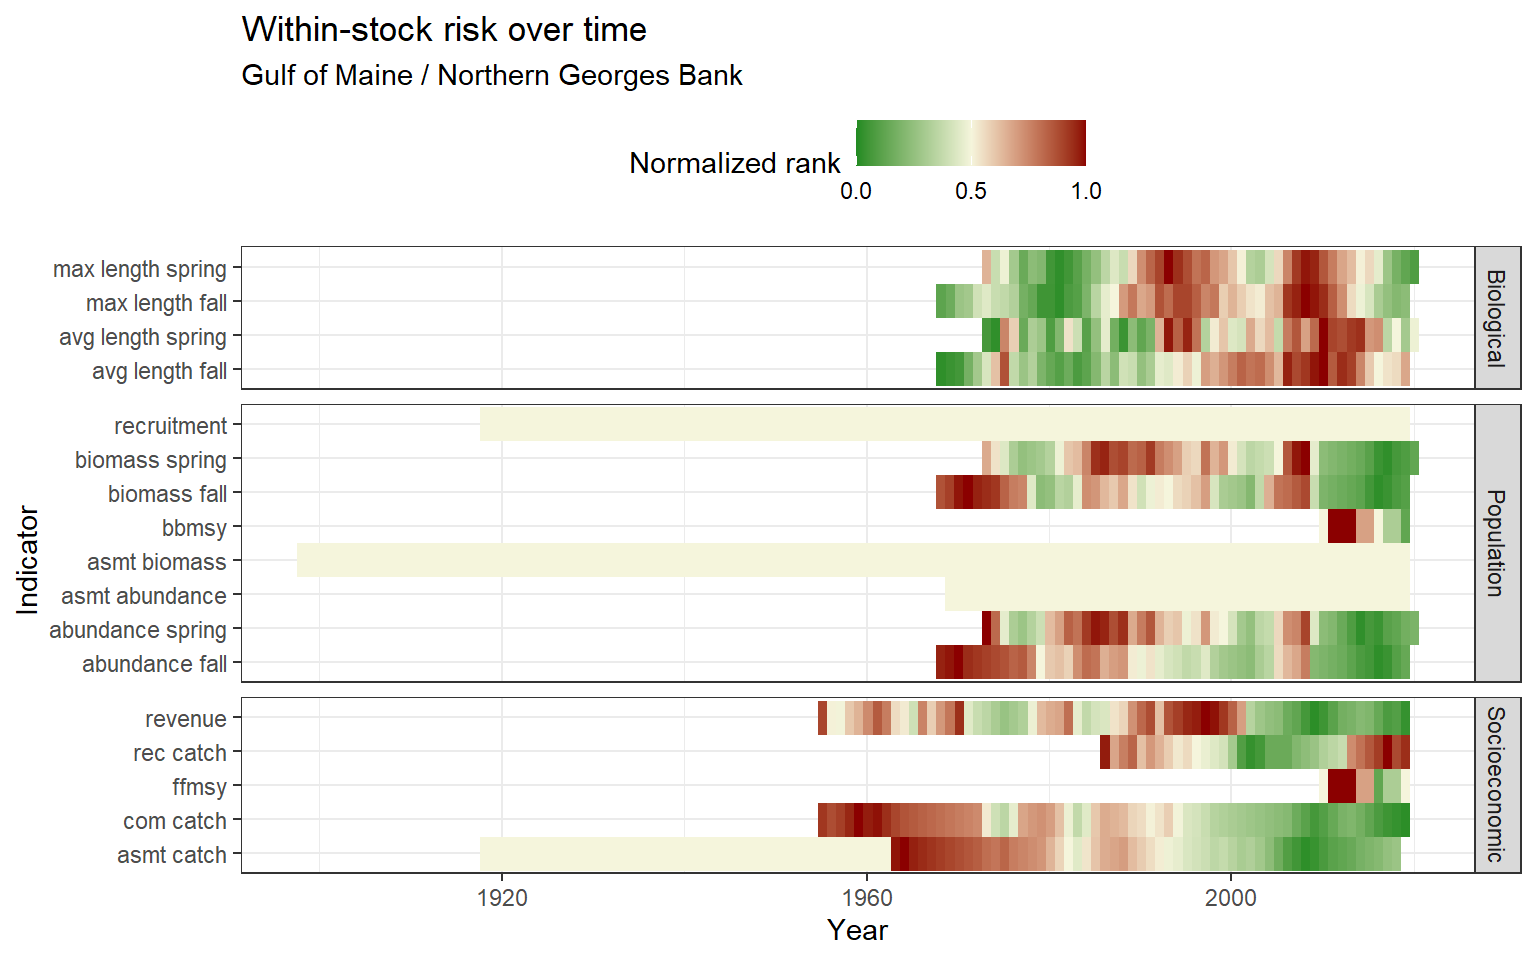 Within-stock risk over time
Gulf of Maine / Northern Georges Bank
Normalized rank
0.0 0.5 1.0
Indicator
max length spring
max length fall
avg length spring
avg length fall
Biological
recruitment
biomass spring
biomass fall
bbmsy
asmt biomass
asmt abundance
abundance spring
abundance fall
Population
revenue
rec catch
ffmsy
com catch
asmt catch
Socioeconomic
1920 1960 2000
Year